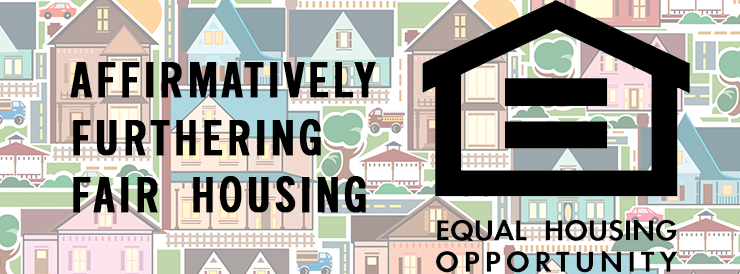 AFFIRMATIVELY
FURTHERING
FAIR HOUSING
EQUAL HOUSING
OPPORTUNITY